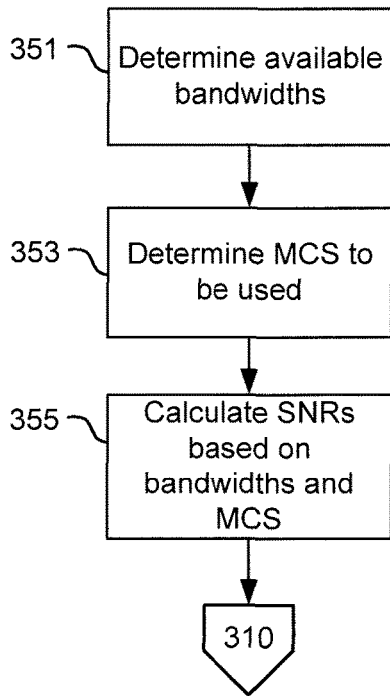 351
Determine available
bandwidths
353
Determine MCS to
be used
355
Calculate SNRs
based on
bandwidths and
MCS
310